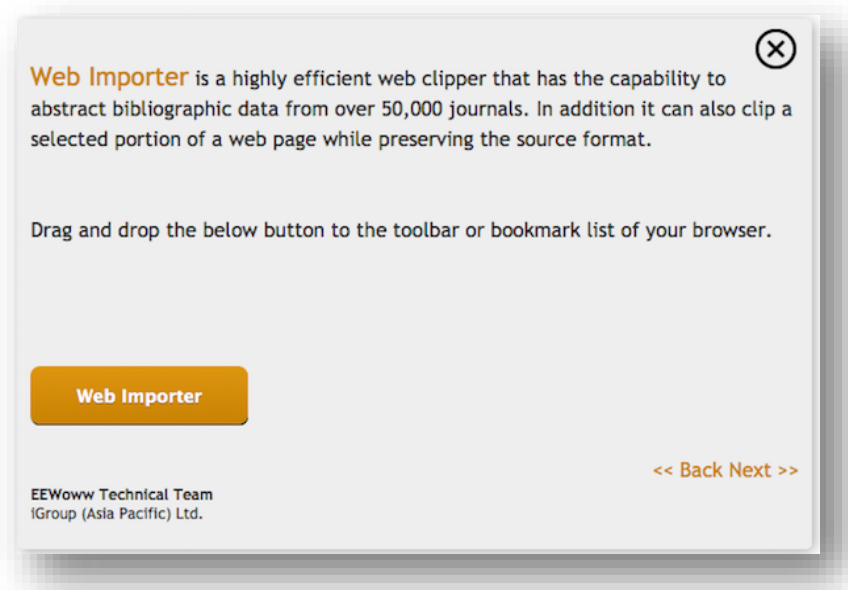 Web Importer is a highly efficient web clipper that has the capability to
abstract bibliographic data from over 50,000 journals. In addition it can also clip a
selected portion of a web page while preserving the source format.
Drag and drop the below button to the toolbar or bookmark list of your browser.
Web Importer
<< Back Next >>
EEWoww Technical Team
iGroup (Asia Pacific) Ltd.